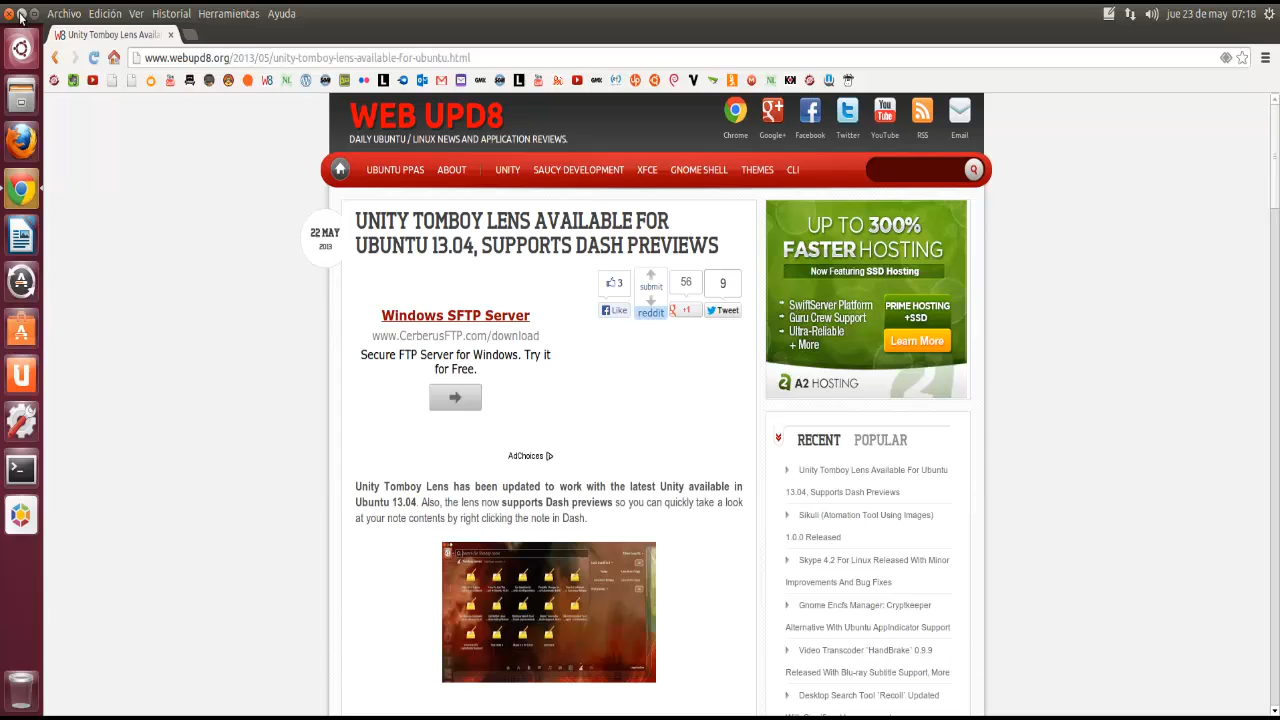 Archivo Edición Ver Historial Herramientas Ayuda
jue 23 de may 07:18
W8 Unity Tomboy Lens Availa
www.webupd8.org/2013/05/unity-tomboy-lens-available-for-ubuntu.html
WEB UPD8
DAILY UBUNTU / LINUX NEWS AND APPLICATION REVIEWS.
Chrome Google+ Facebook Twitter YouTube RSS Email
UBUNTU PPAS ABOUT UNITY SAUCY DEVELOPMENT XFCE GNOME SHELL THEMES CLI
22 MAY
2013
UNITY TOMBOY LENS AVAILABLE FOR
UBUNTU 13.04, SUPPORTS DASH PREVIEWS
3 submit 56 9
Like reddit +1 Tweet
Windows SFTP Server
www.CerberusFTP.com/download
Secure FTP Server for Windows. Try it
for Free.
AdChoices
Unity Tomboy Lens has been updated to work with the latest Unity available in
Ubuntu 13.04. Also, the lens now supports Dash previews so you can quickly take a look
at your note contents by right clicking the note in Dash.
UP TO 300%
FASTER HOSTING
Now Featuring SSD Hosting
SwiftServer Platform
Guru Crew Support
Ultra-Reliable
+ More
PRIME HOSTING
+SSD
Learn More
A2 HOSTING
RECENT POPULAR
Unity Tomboy Lens Available For Ubuntu
13.04, Supports Dash Previews
Sikuli (Atomation Tool Using Images)
1.0.0 Released
Skype 4.2 For Linux Released With Minor
Improvements And Bug Fixes
Gnome Encfs Manager: Cryptkeeper
Alternative With Ubuntu AppIndicator Support
Video Transcoder `HandBrake` 0.9.9
Released With Blu-ray Subtitle Support, More
Desktop Search Tool `Recoll` Updated